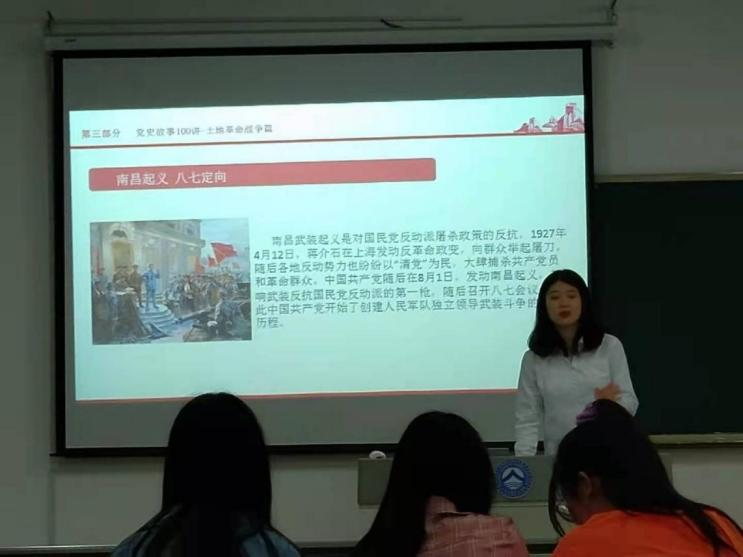 第三部分 党史故事100讲-土地革命战争篇
南昌起义 八七定向
南昌武装起义是对国民党反动派屠杀政策的反抗。1927年
4月12日，蒋介石在上海发动反革命政变，向群众举起屠刀，
随后各地反动势力也纷纷以“清党”为民，大肆捕杀共产党员
和革命群众。中国共产党随后在8月1日，发动南昌起义，
响武装反抗国民党反动派的第一枪。随后召开八七会议
此中国共产党开始了创建人民军队独立领导武装斗争的
历程。